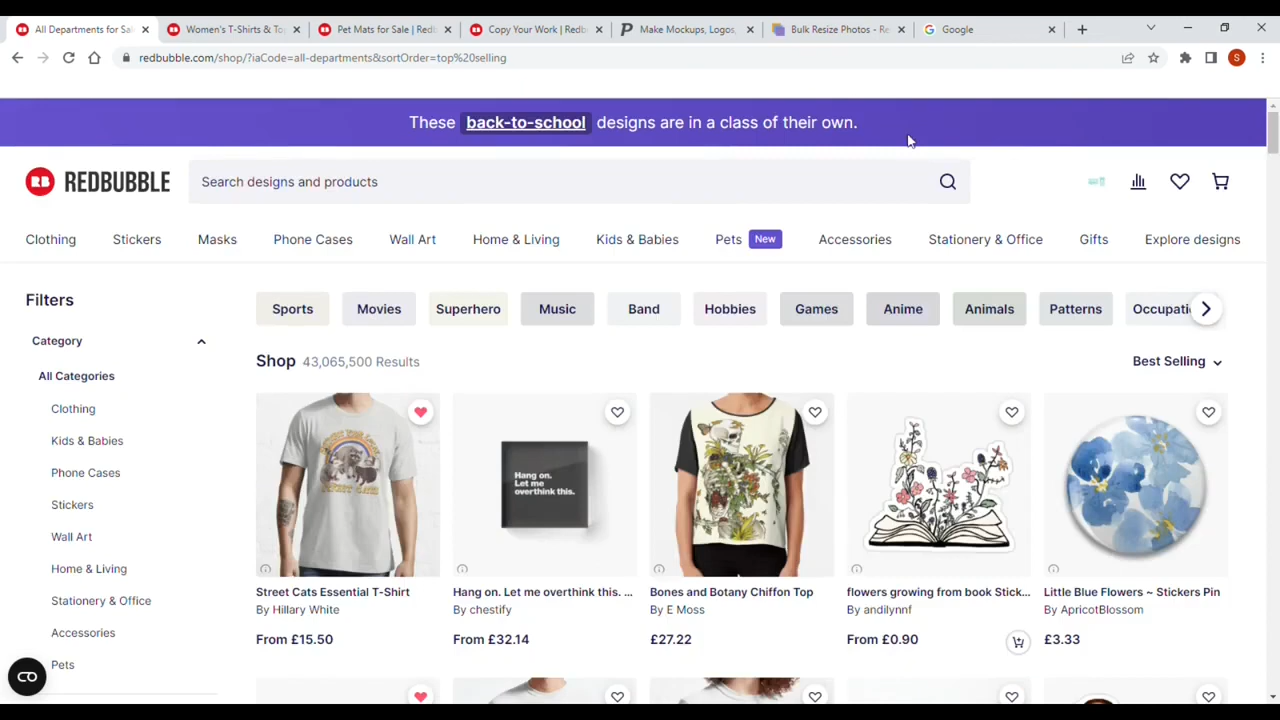 All Departments for Sal
Women's T-Shirts & To
Pet Mats for Sale | Redb
Copy Your Work | Redb
Make Mockups, Logos,
Bulk Resize Photos - Re
Google
redbubble.com/shop/?iaCode=all-departments&sortOrder=top%20selling
S
These back-to-school designs are in a class of their own.
RB REDBUBBLE
Search designs and products
Clothing Stickers Masks Phone Cases Wall Art Home & Living Kids & Babies Pets New Accessories Stationery & Office Gifts Explore designs
Filters
Sports Movies Superhero Music Band Hobbies Games Anime Animals Patterns Occupati
Category
Shop 43,065,500 Results
Best Selling
All Categories
Clothing
Kids & Babies
Phone Cases
Stickers
Wall Art
Home & Living
Stationery & Office
Accessories
Pets
Hang on.
Let me
overthink this.
Street Cats Essential T-Shirt
By Hillary White
From £15.50
Hang on. Let me overthink this. ...
By chestify
From £32.14
Bones and Botany Chiffon Top
By E Moss
£27.22
flowers growing from book Stick...
By andilynnf
From £0.90
Little Blue Flowers ~ Stickers Pin
By ApricotBlossom
£3.33